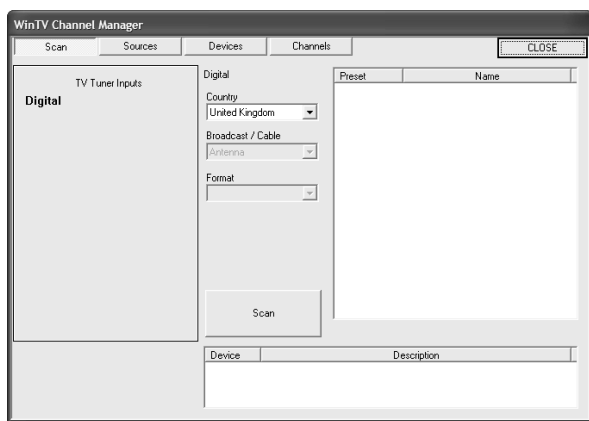 WinTV Channel Manager
Scan Sources Devices Channels CLOSE
TV Tuner Inputs
Digital
Digital
Country
United Kingdom
Broadcast / Cable
Antenna
Format
Scan
Preset Name
Device Description